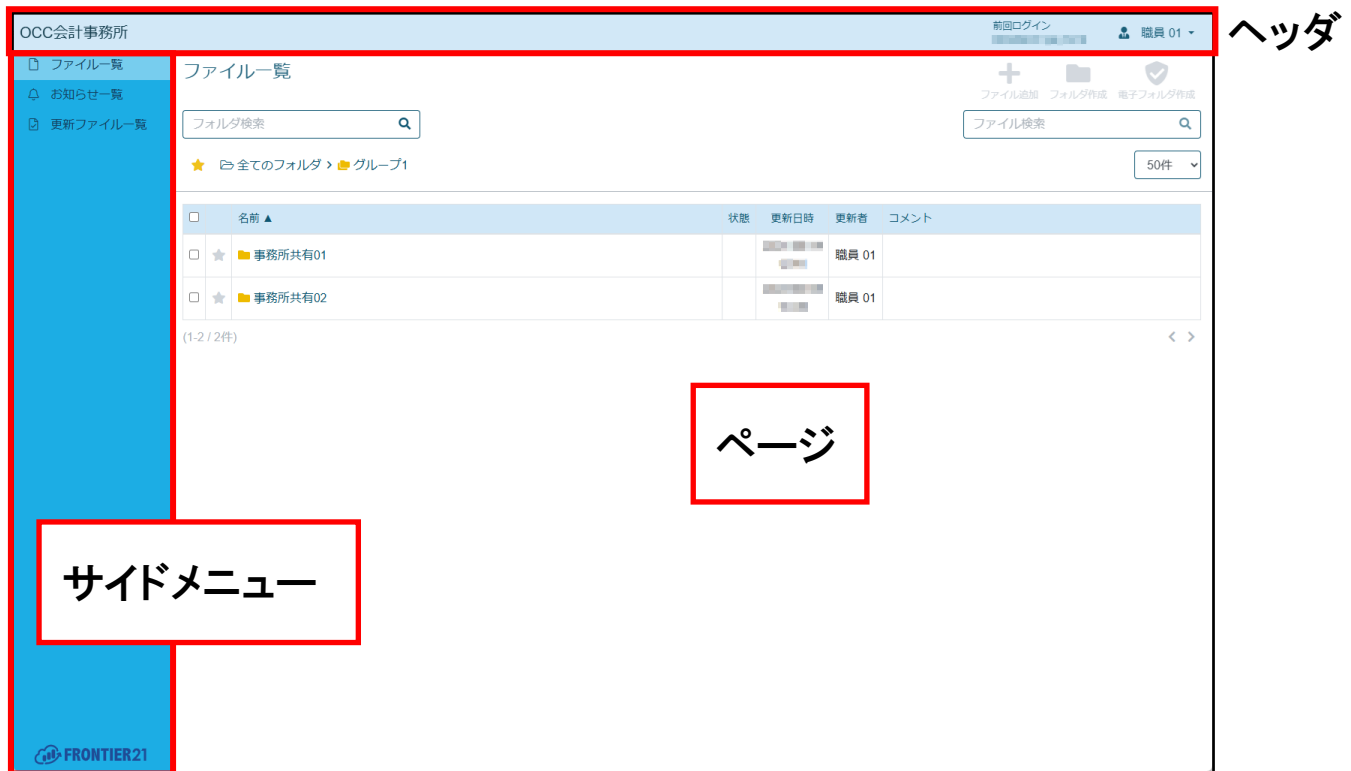 OCC会計事務所
前回ログイン
職員 01
ヘッダ
ファイル一覧
お知らせ一覧
更新ファイル一覧
ファイル一覧
ファイル追加 フォルダ作成 電子フォルダ作成
フォルダ検索
ファイル検索
全てのフォルダ > グループ1
50件
名前▲ 状態 更新日時 更新者 コメント
事務所共有01 職員 01
事務所共有02 職員 01
(1-2 / 2件)
ページ
サイドメニュー
FRONTIER21